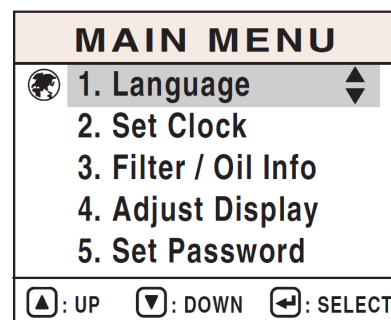 MAIN MENU
1. Language
2. Set Clock
3. Filter / Oil Info
4. Adjust Display
5. Set Password
: UP : DOWN : SELECT